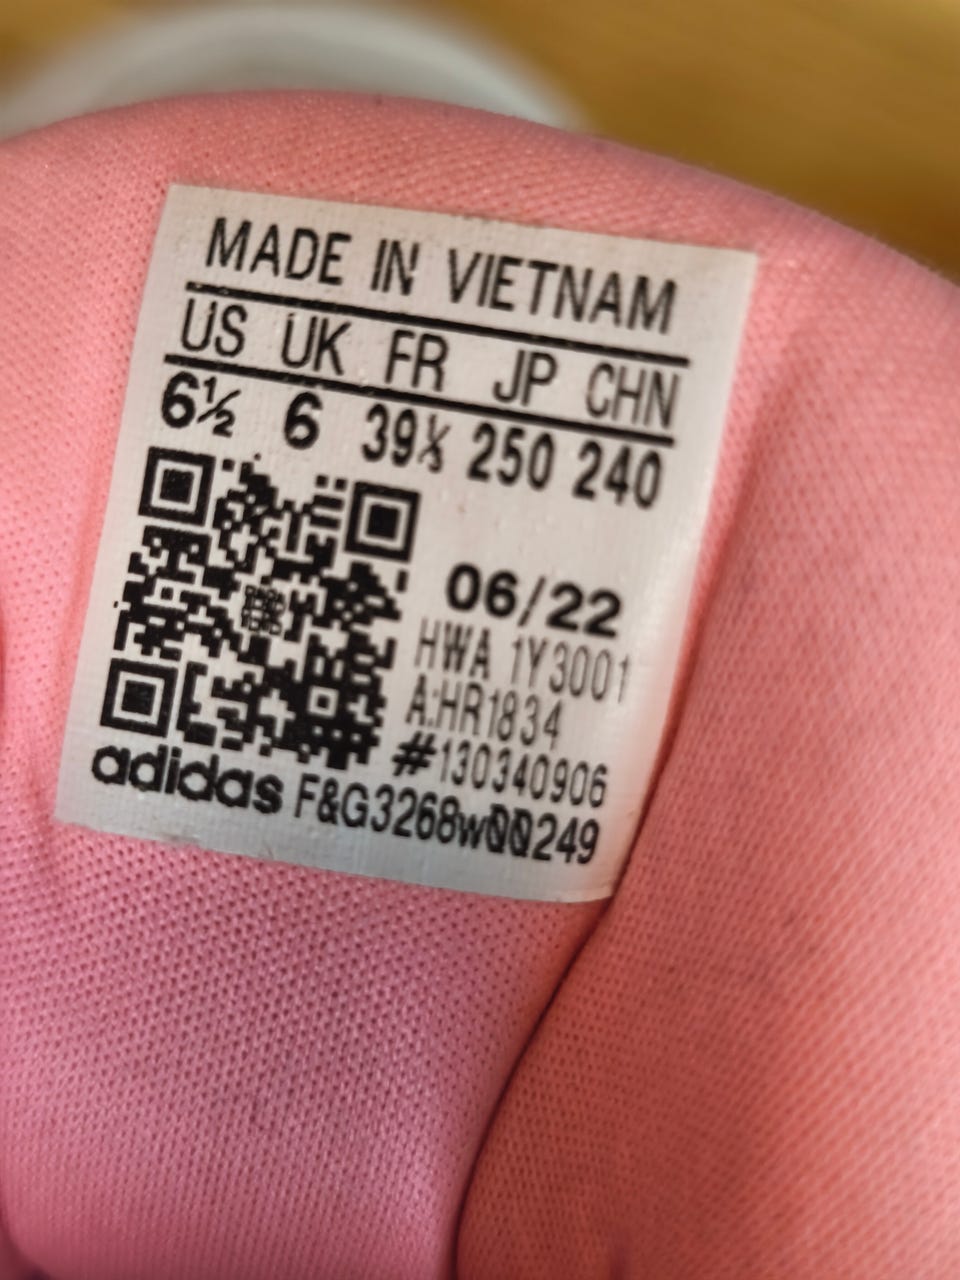 MADE IN VIETNAM
US UK FR JP CHN
6½ 6 39⅓ 250 240
06/22
HWA 1Y3001
A:HR1834
#130340906
adidas F&G3268w00249